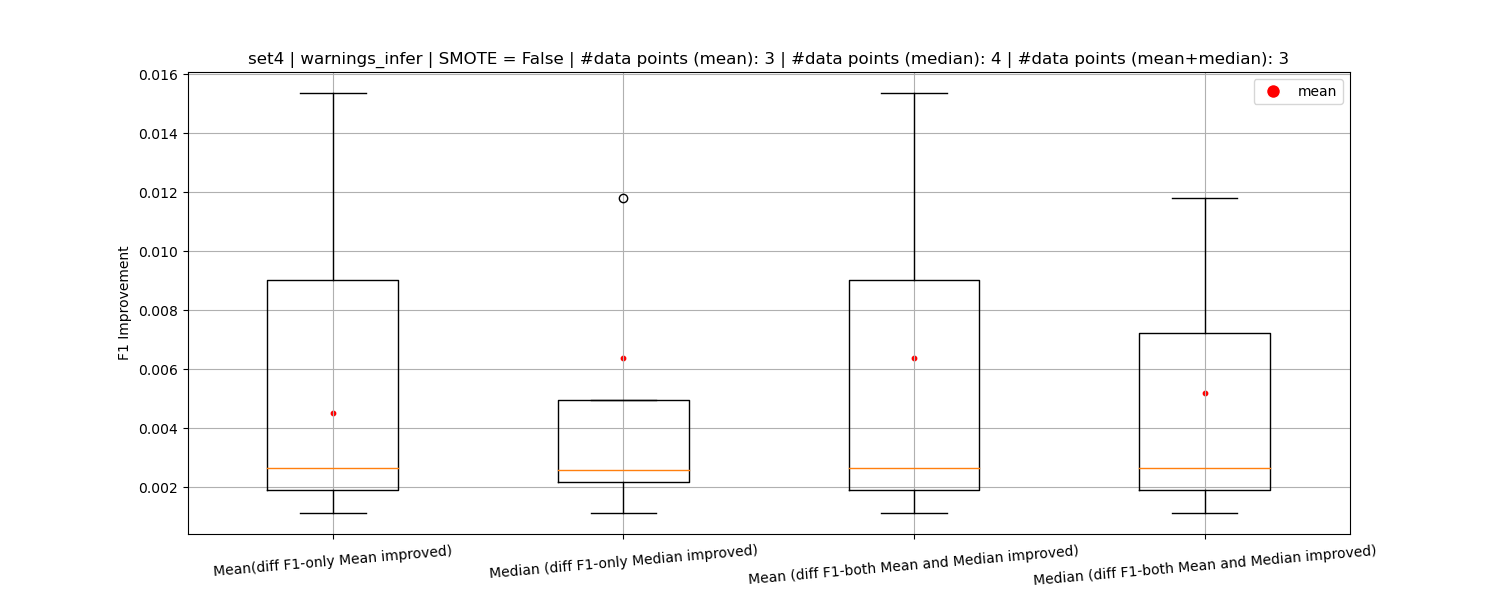 set4 | warnings_infer | SMOTE = False | #data points (mean): 3 | #data points (median): 4 | #data points (mean+median): 3
mean
0.016
0.014
0.012
0.010
0.008
0.006
0.004
0.002
F1 Improvement
Mean(diff F1-only Mean improved)
Median (diff F1-only Median improved)
Mean (diff F1-both Mean and Median improved)
Median (diff F1-both Mean and Median improved)